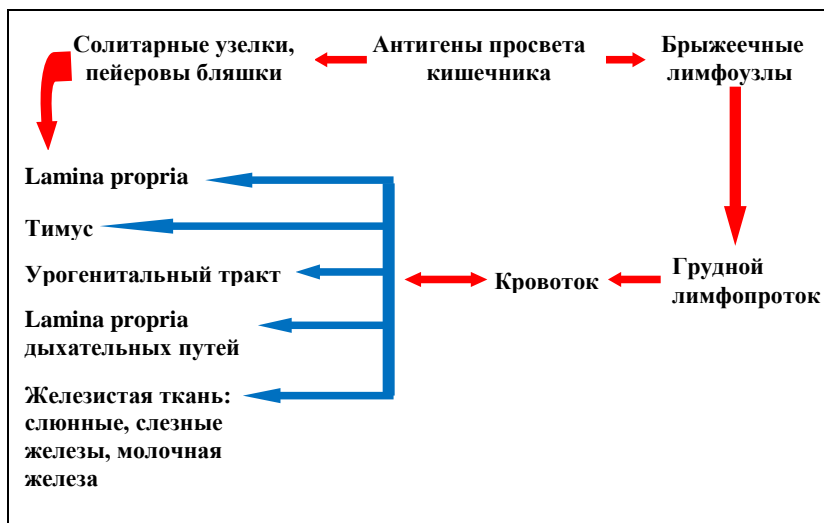 Солитарные узелки,
пейеровы бляшки
Антигены просвета
кишечника
Брыжеечные
лимфоузлы
Lamina propria
Тимус
Урогенитальный тракт
Lamina propria
дыхательных путей
Железистая ткань:
слюнные, слезные
железы, молочная
железа
Кровоток
Грудной
лимфопроток